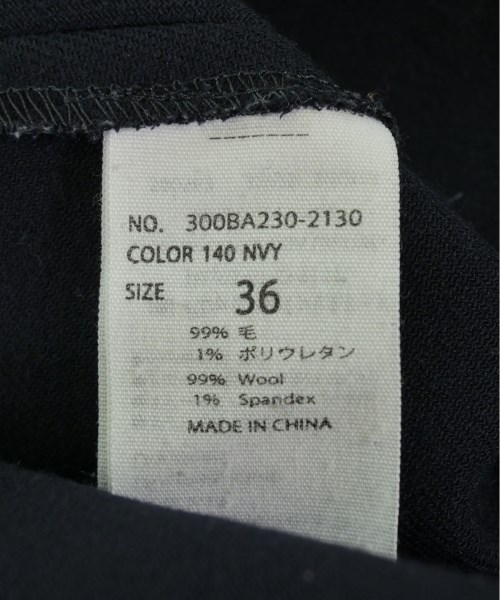 NO. 300BA230-2130
COLOR 140 NVY
SIZE 36
99% 毛
1% ポリウレタン
99% Wool
1% Spandex
MADE IN CHINA